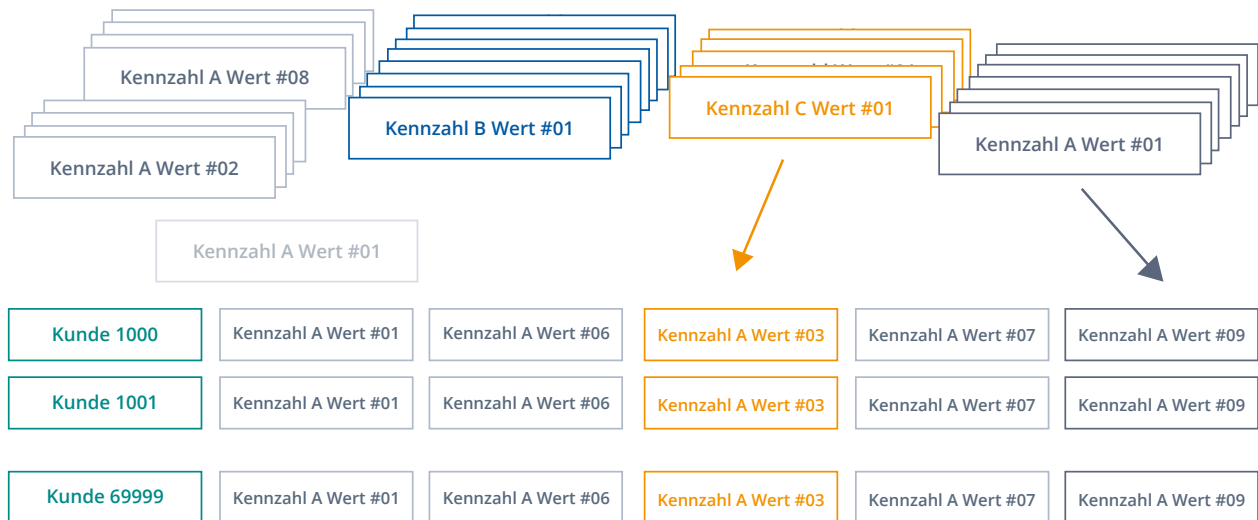 Kennzahl A Wert #08
Kennzahl A Wert #02
Kennzahl B Wert #01
Kennzahl C Wert #01
Kennzahl A Wert #01
Kennzahl A Wert #01
Kunde 1000 Kennzahl A Wert #01 Kennzahl A Wert #06 Kennzahl A Wert #03 Kennzahl A Wert #07 Kennzahl A Wert #09
Kunde 1001 Kennzahl A Wert #01 Kennzahl A Wert #06 Kennzahl A Wert #03 Kennzahl A Wert #07 Kennzahl A Wert #09
Kunde 69999 Kennzahl A Wert #01 Kennzahl A Wert #06 Kennzahl A Wert #03 Kennzahl A Wert #07 Kennzahl A Wert #09